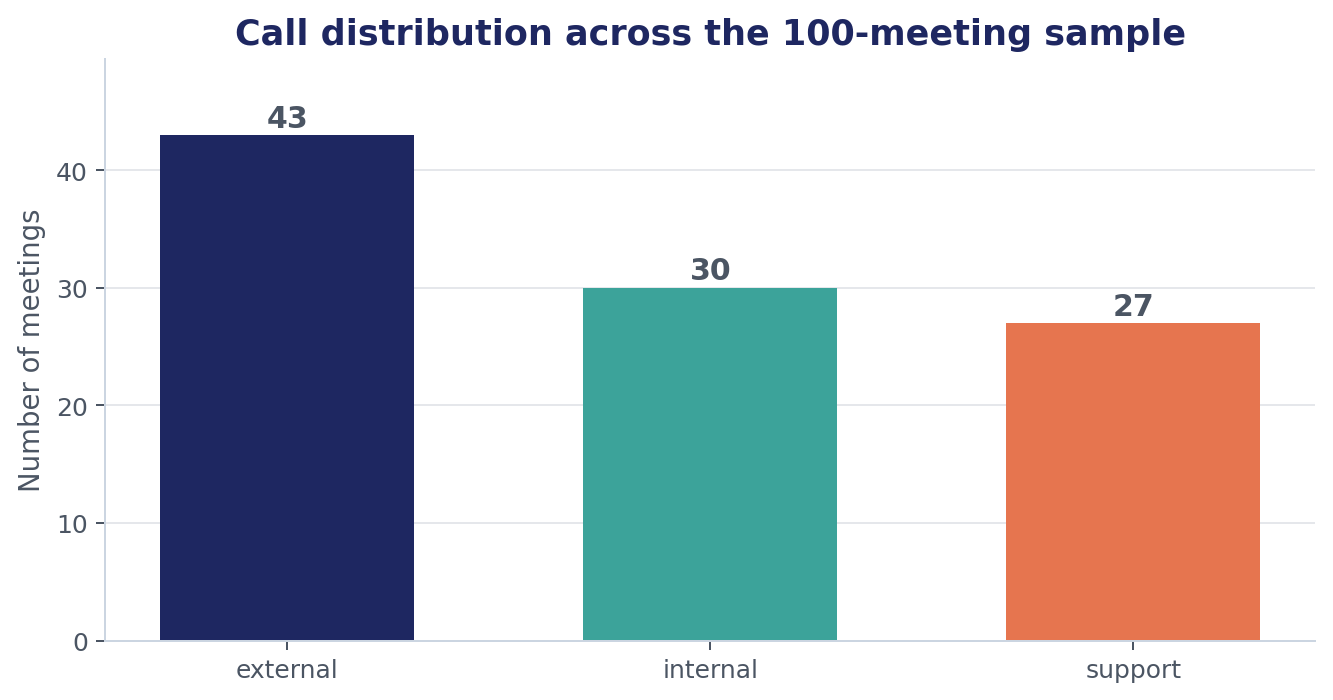 Call distribution across the 100-meeting sample
Number of meetings
40
30
20
10
0
43
30
27
external
internal
support